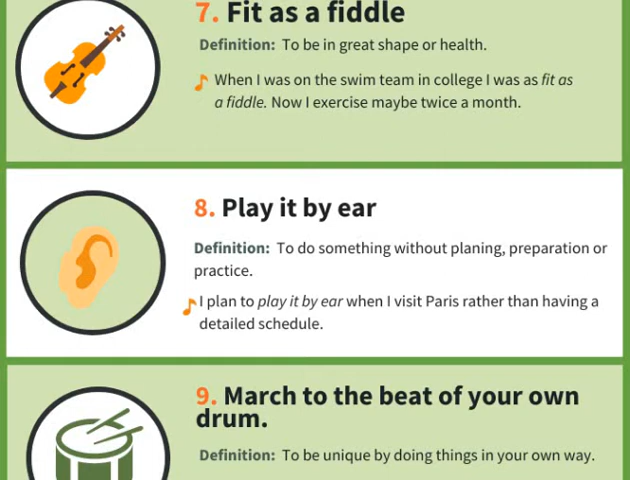 7. Fit as a fiddle
Definition: To be in great shape or health.
When I was on the swim team in college I was as fit as
a fiddle. Now I exercise maybe twice a month.
8. Play it by ear
Definition: To do something without planing, preparation or
practice.
I plan to play it by ear when I visit Paris rather than having a
detailed schedule.
9. March to the beat of your own
drum.
Definition: To be unique by doing things in your own way.